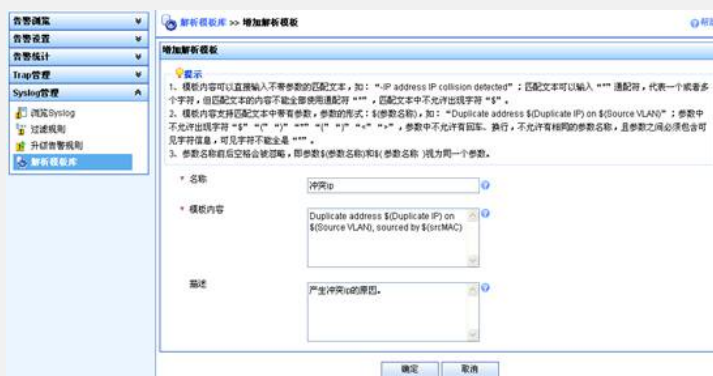 告警浏览
告警设置
告警统计
Trap管理
Syslog管理
浏览Syslog
过滤规则
升级告警规则
解析模板库
解析模板库 >> 增加解析模板
帮助
增加解析模板
提示
1、模板内容可以直接输入不带参数的匹配文本，如：“-IP address IP collision detected”；匹配文本可以输入 “*” 通配符，代表一个或者多
个字符，但匹配文本的内容不能全部使用通配符 “*” ，匹配文本中不允许出现字符 “$” 。
2、模板内容支持匹配文本中带有参数，参数的形式：$(参数名称)，如： “Duplicate address $(Duplicate IP) on $(Source VLAN)”；参数中
不允许出现字符 “$” “(” “)” “*” “{” “}” “<” “>” ，参数中不允许有回车、换行，不允许有相同的参数名称，且参数之间必须包含可
见字符信息，可见字符不能全是 “*” 。
3、参数名称前后空格会被忽略，即参数$(参数名称)和$( 参数名称 )视为同一个参数。
* 名称
冲突ip
* 模板内容
Duplicate address $(Duplicate IP) on
$(Source VLAN), sourced by $(srcMAC)
描述
产生冲突ip的原因。
确定
取消